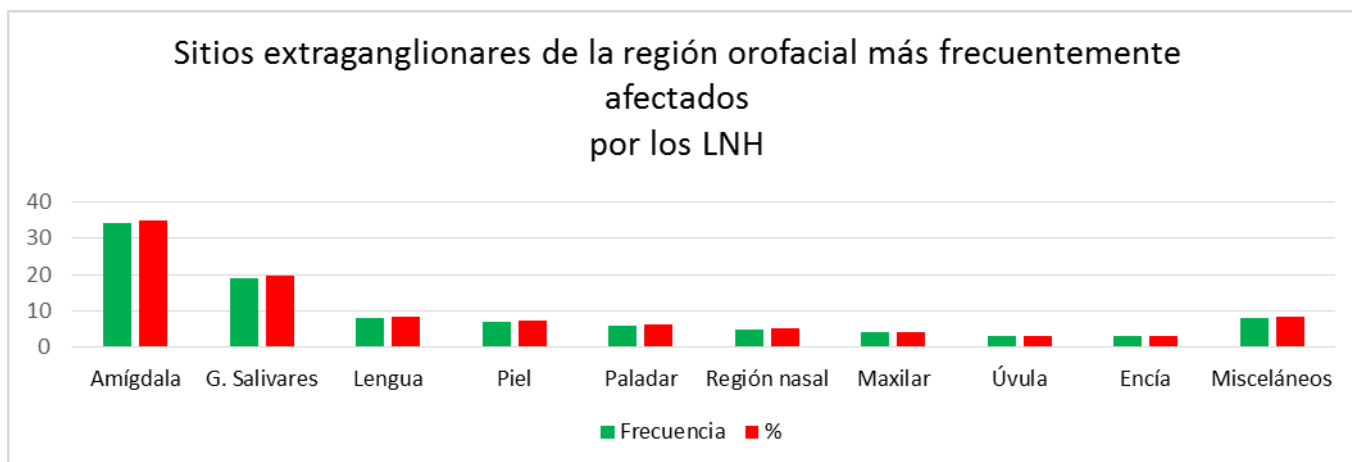 Sitios extraganglionares de la región orofacial más frecuentemente
afectados
por los LNH
40
30
20
10
0
Amígdala G. Salivares Lengua Piel Paladar Región nasal Maxilar Úvula Encía Misceláneos
Frecuencia %